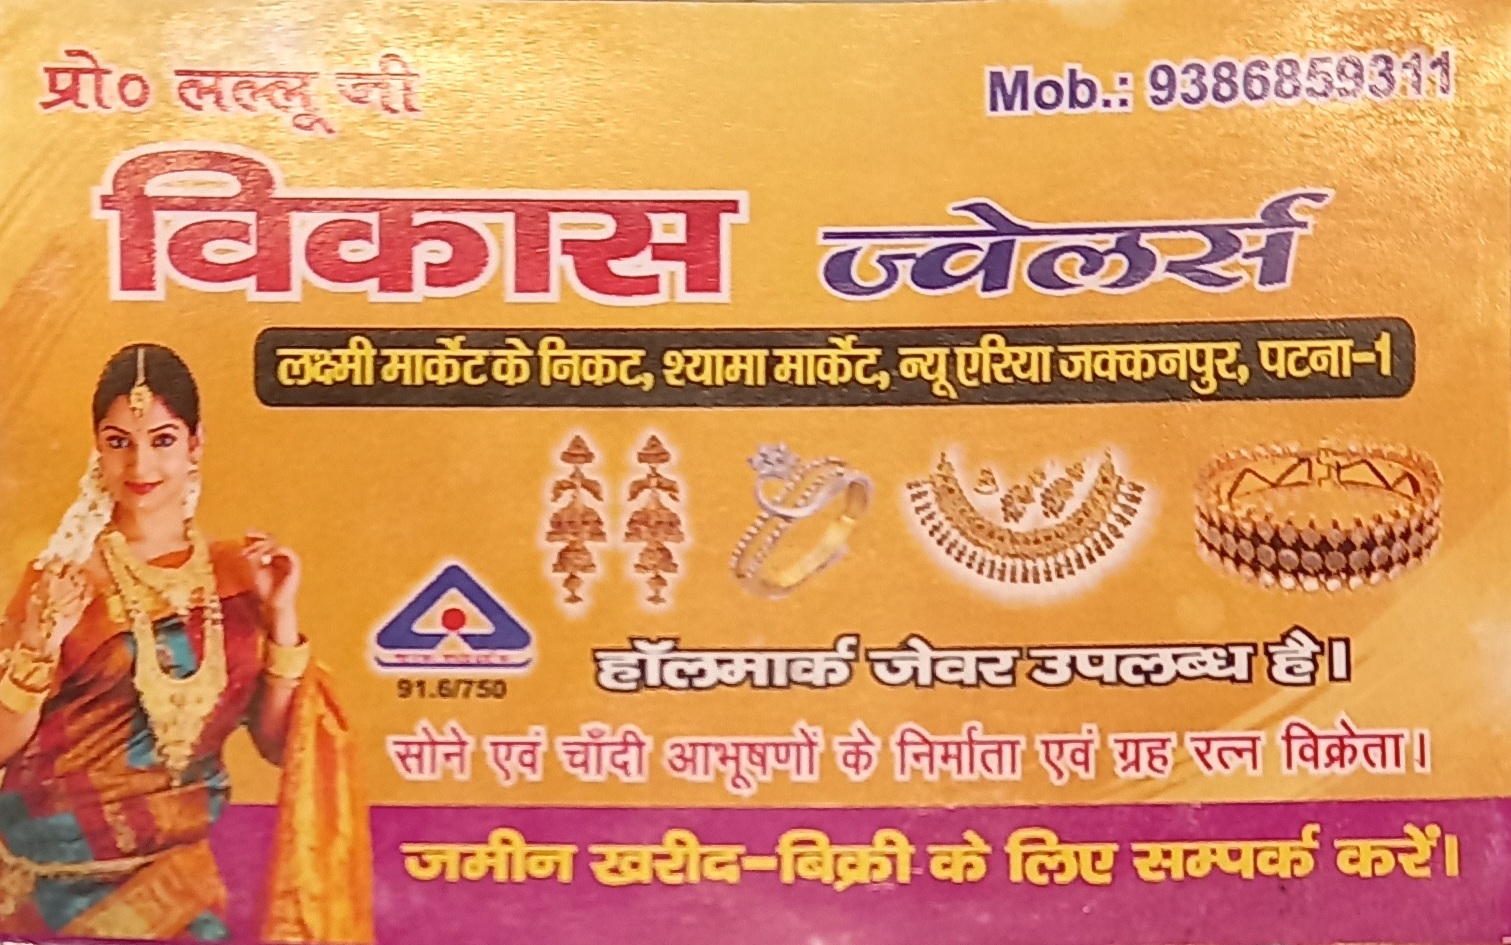 प्रो० लल्लू जी
Mob.: 9386859311
विकास ज्वेलर्स
लक्ष्मी मार्केट के निकट, श्यामा मार्केट, न्यू एरिया जक्कनपुर, पटना-1
91.6/750
हॉलमार्क जेवर उपलब्ध है।
सोने एवं चाँदी आभूषणों के निर्माता एवं ग्रह रत्न विक्रेता।
जमीन खरीद-बिक्री के लिए सम्पर्क करें।